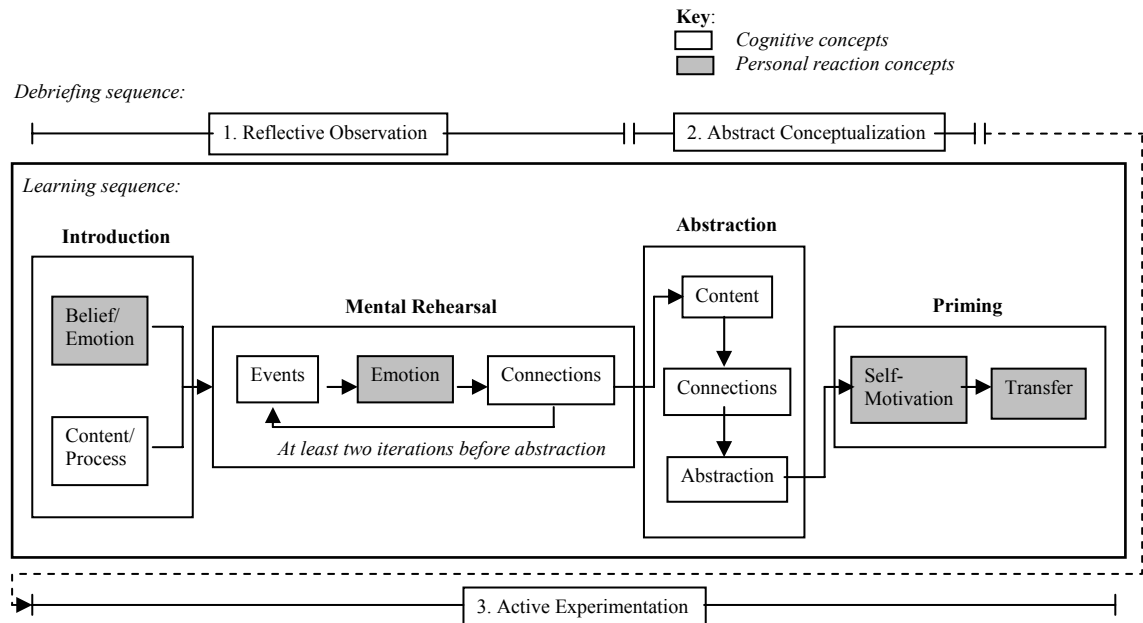 Key:
Cognitive concepts
Personal reaction concepts
Debriefing sequence:
1. Reflective Observation
2. Abstract Conceptualization
Learning sequence:
Introduction
Belief/
Emotion
Content/
Process
Mental Rehearsal
Events
Emotion
Connections
At least two iterations before abstraction
Abstraction
Content
Connections
Abstraction
Priming
Self-
Motivation
Transfer
3. Active Experimentation